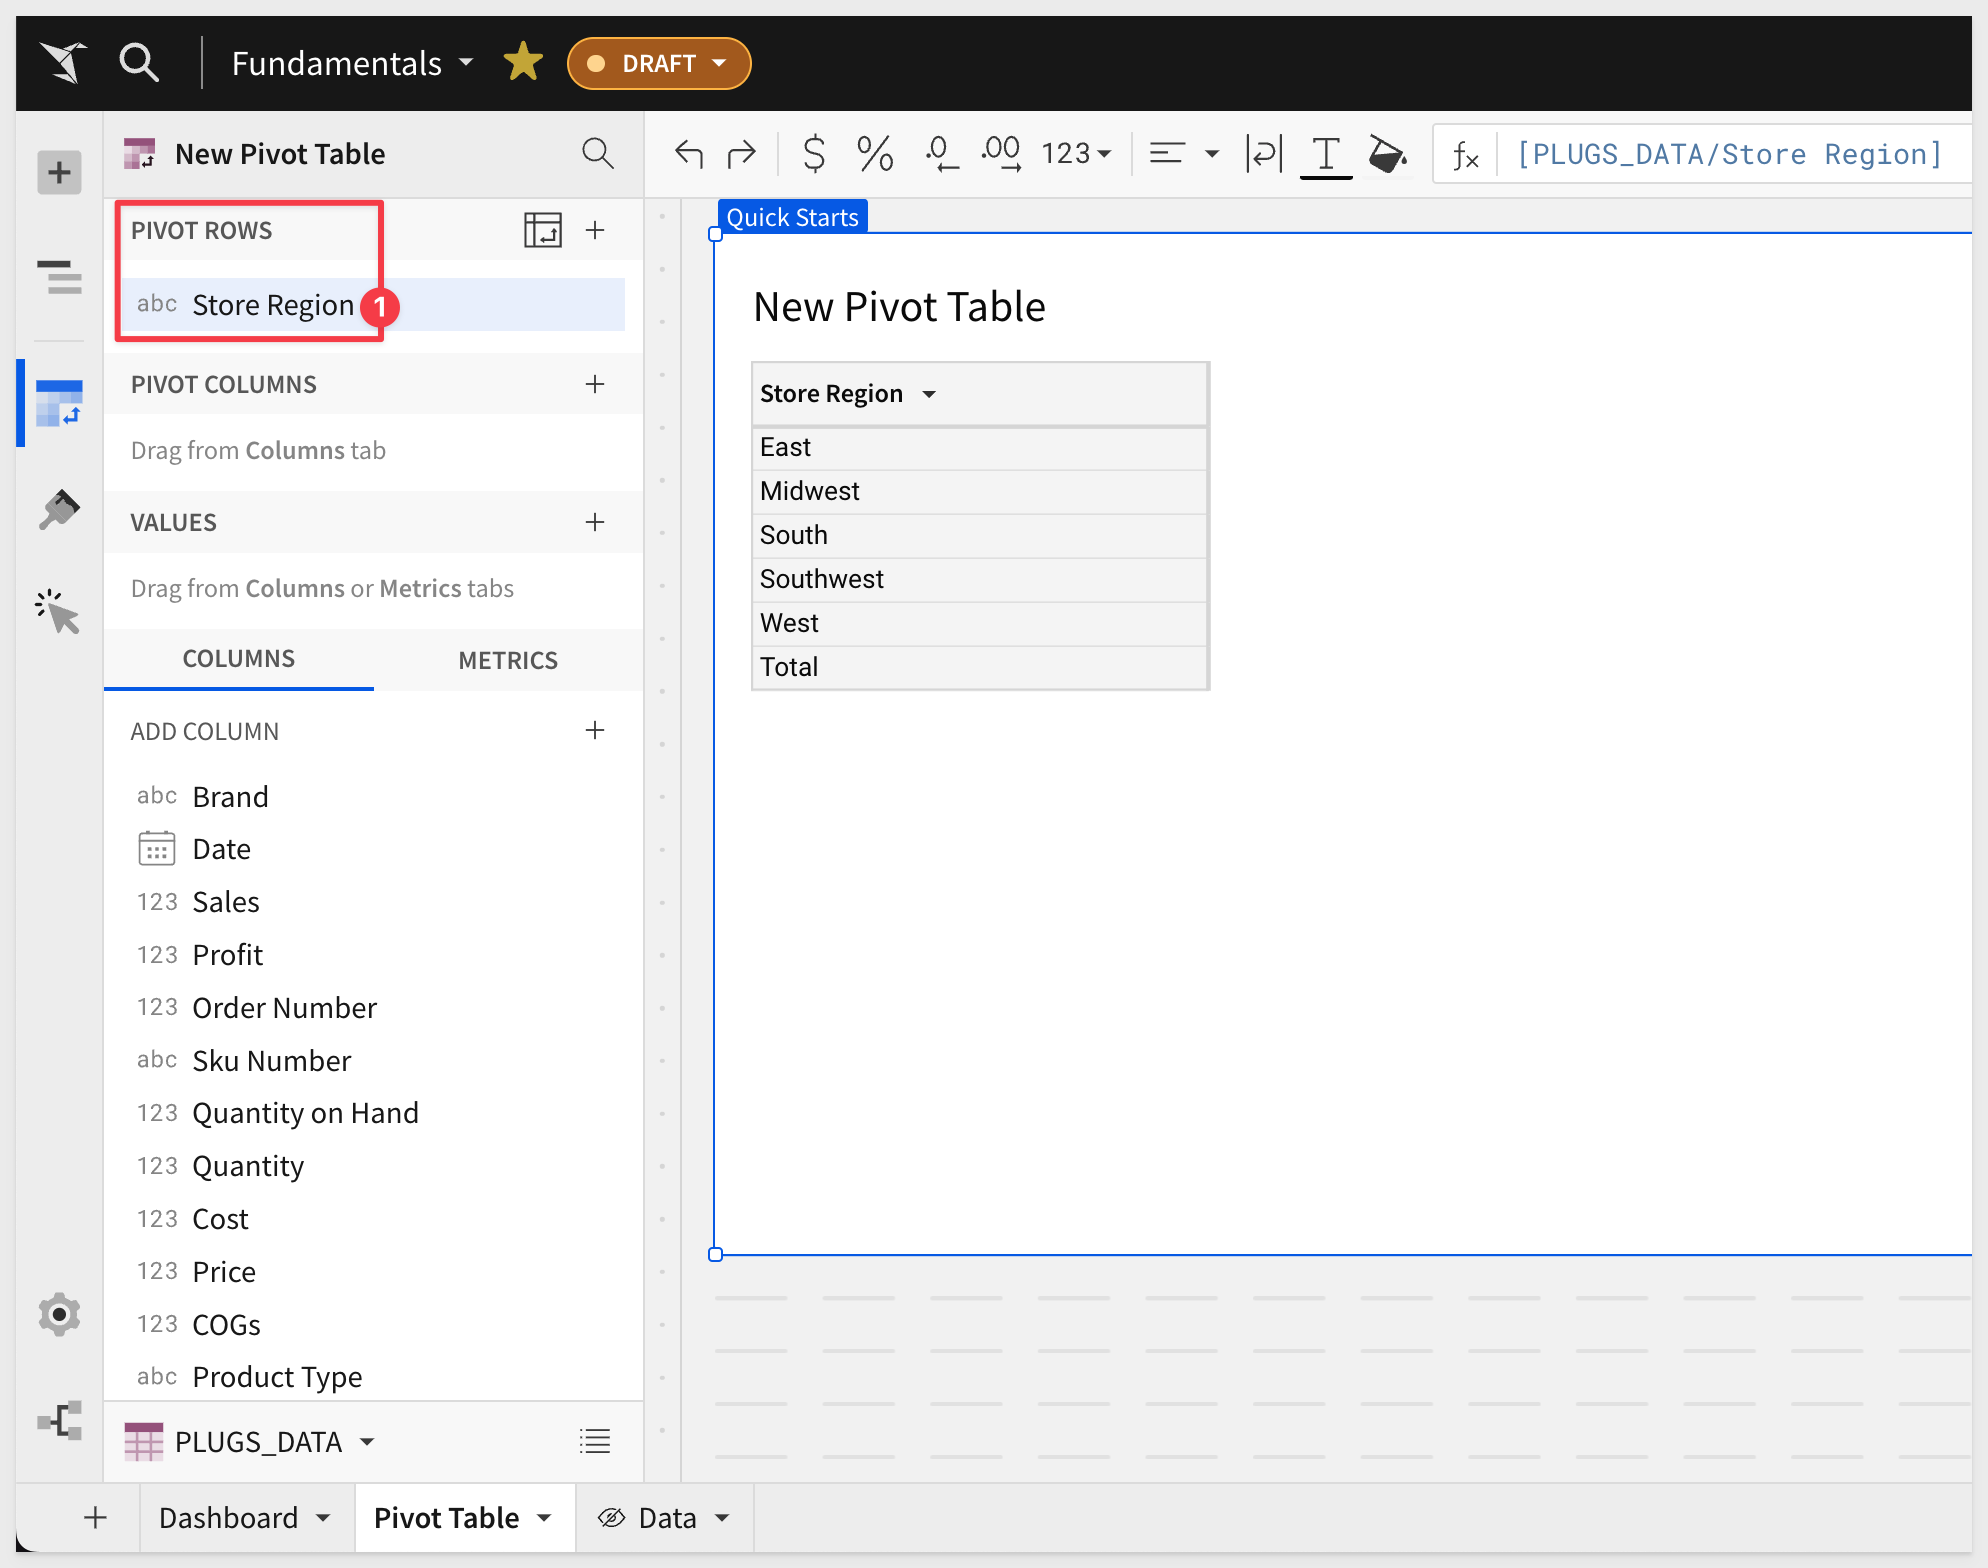 Fundamentals
DRAFT
New Pivot Table
$ % .0 .00 123
fx [PLUGS_DATA/Store Region]
PIVOT ROWS
abc Store Region 1
PIVOT COLUMNS
Drag from Columns tab
VALUES
Drag from Columns or Metrics tabs
COLUMNS METRICS
ADD COLUMN
abc Brand
Date
123 Sales
123 Profit
123 Order Number
abc Sku Number
123 Quantity on Hand
123 Quantity
123 Cost
123 Price
123 COGs
abc Product Type
PLUGS_DATA
Quick Starts
New Pivot Table
Store Region
East
Midwest
South
Southwest
West
Total
Dashboard
Pivot Table
Data